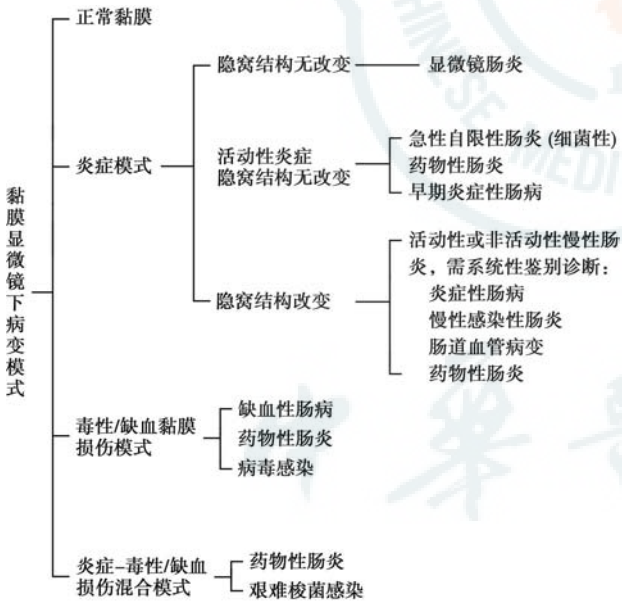 黏膜显微镜下病变模式
正常黏膜
炎症模式
隐窝结构无改变
显微镜肠炎
活动性炎症
隐窝结构无改变
急性自限性肠炎 (细菌性)
药物性肠炎
早期炎症性肠病
隐窝结构改变
活动性或非活动性慢性肠
炎，需系统性鉴别诊断：
炎症性肠病
慢性感染性肠炎
肠道血管病变
药物性肠炎
毒性/缺血黏膜
损伤模式
缺血性肠病
药物性肠炎
病毒感染
炎症–毒性/缺血
损伤混合模式
药物性肠炎
艰难梭菌感染
HINESE MEDI